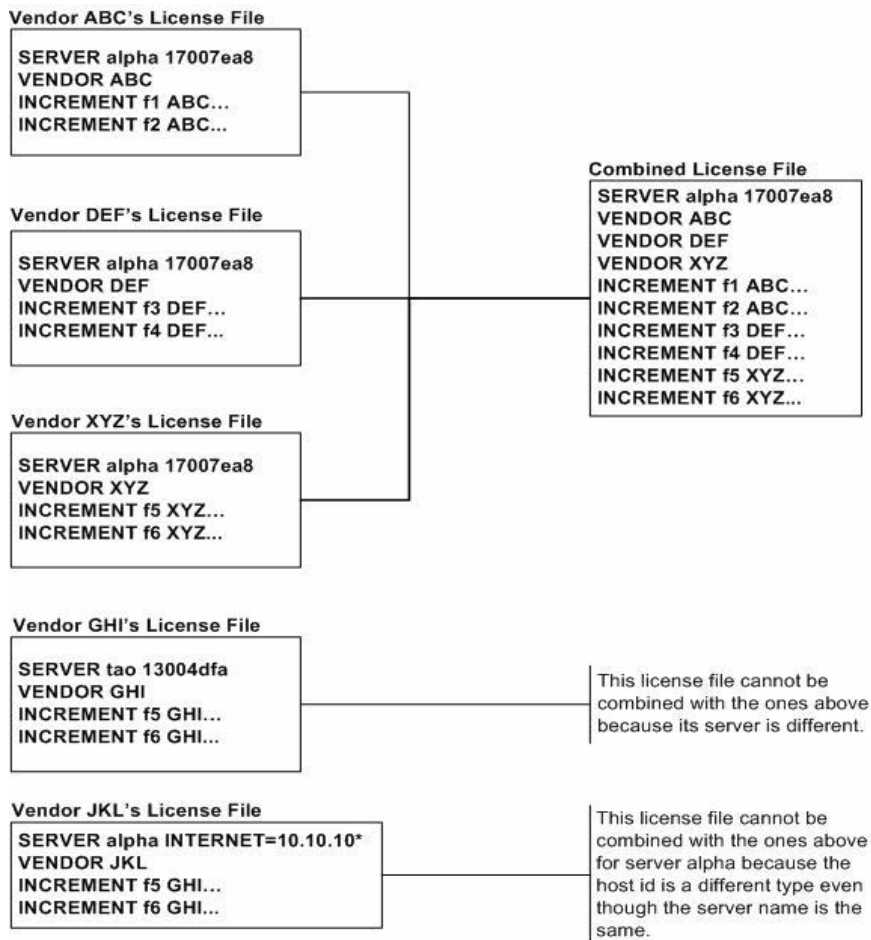 Vendor ABC's License File
SERVER alpha 17007ea8
VENDOR ABC
INCREMENT f1 ABC...
INCREMENT f2 ABC...
Vendor DEF's License File
SERVER alpha 17007ea8
VENDOR DEF
INCREMENT f3 DEF...
INCREMENT f4 DEF...
Vendor XYZ's License File
SERVER alpha 17007ea8
VENDOR XYZ
INCREMENT f5 XYZ...
INCREMENT f6 XYZ...
Combined License File
SERVER alpha 17007ea8
VENDOR ABC
VENDOR DEF
VENDOR XYZ
INCREMENT f1 ABC...
INCREMENT f2 ABC...
INCREMENT f3 DEF...
INCREMENT f4 DEF...
INCREMENT f5 XYZ...
INCREMENT f6 XYZ...
Vendor GHI's License File
SERVER tao 13004dfa
VENDOR GHI
INCREMENT f5 GHI...
INCREMENT f6 GHI...
This license file cannot be
combined with the ones above
because its server is different.
Vendor JKL's License File
SERVER alpha INTERNET=10.10.10*
VENDOR JKL
INCREMENT f5 GHI...
INCREMENT f6 GHI...
This license file cannot be
combined with the ones above
for server alpha because the
host id is a different type even
though the server name is the
same.